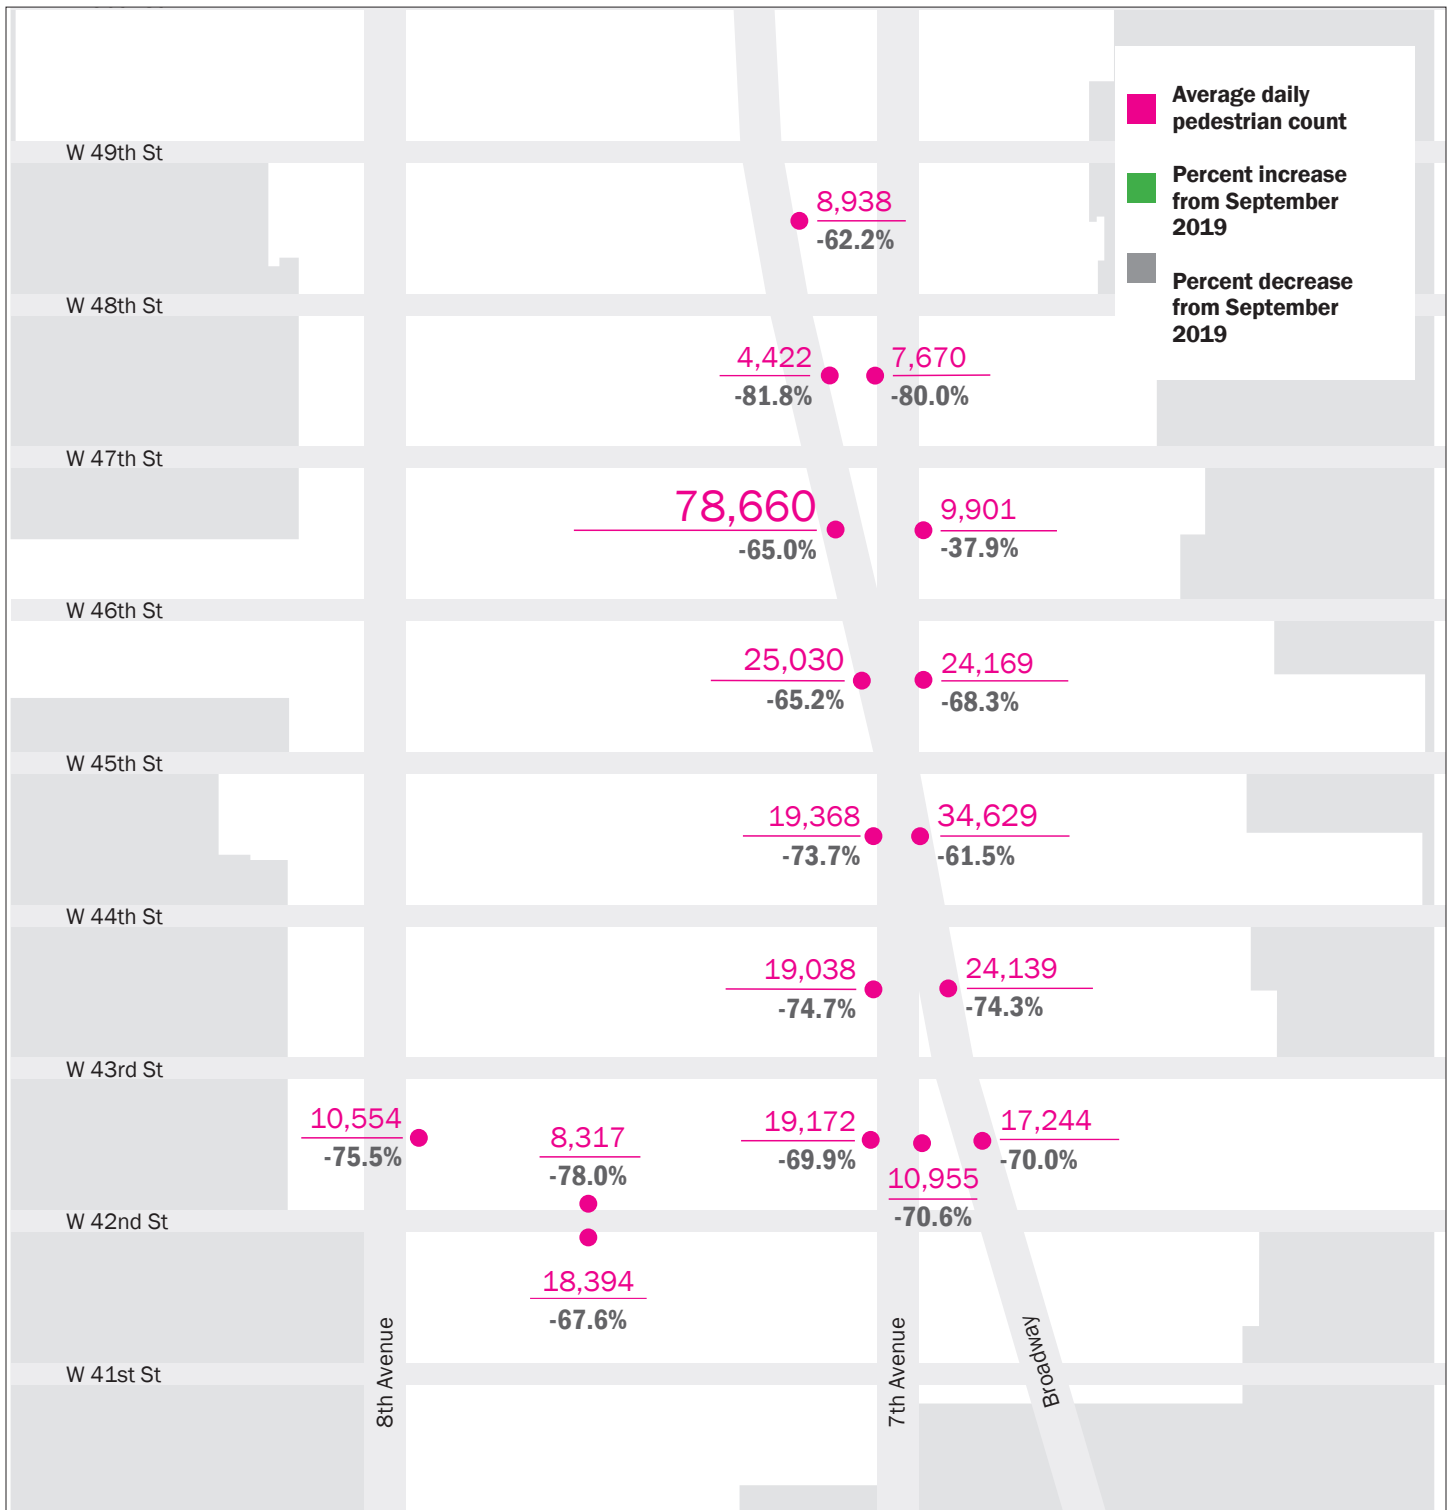 Average daily
pedestrian count
Percent increase
from September
2019
Percent decrease
from September
2019
W 49th St
8,938
-62.2%
W 48th St
4,422
-81.8%
7,670
-80.0%
W 47th St
78,660
-65.0%
9,901
-37.9%
W 46th St
25,030
-65.2%
24,169
-68.3%
W 45th St
19,368
-73.7%
34,629
-61.5%
W 44th St
19,038
-74.7%
24,139
-74.3%
W 43rd St
10,554
-75.5%
8,317
-78.0%
19,172
-69.9%
10,955
-70.6%
17,244
-70.0%
W 42nd St
18,394
-67.6%
W 41st St
8th Avenue
7th Avenue
Broadway